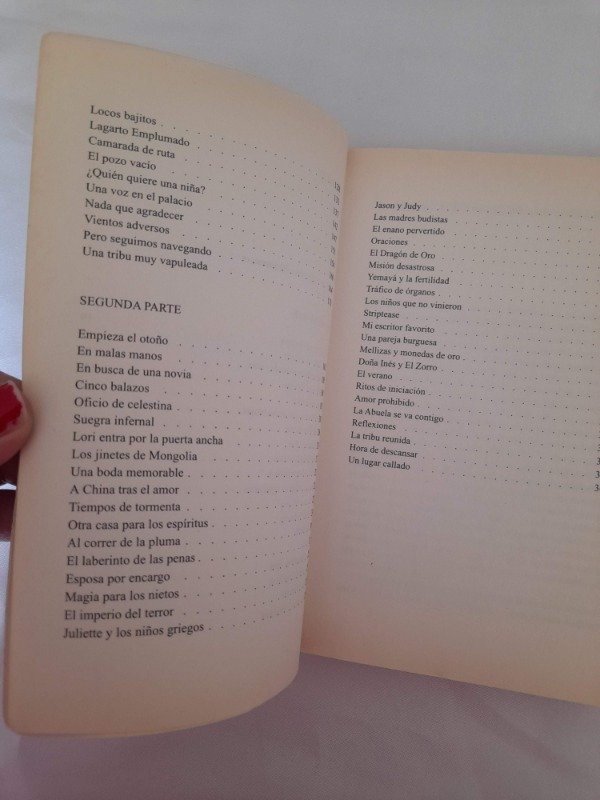 Locos bajitos
Lagarto Emplumado
Camarada de ruta
El pozo vacío
¿Quién quiere una niña?
Una voz en el palacio
Nada que agradecer
Vientos adversos
Pero seguimos navegando
Una tribu muy vapuleada
SEGUNDA PARTE
Empieza el otoño
En malas manos
En busca de una novia
Cinco balazos
Oficio de celestina
Suegra infernal
Lori entra por la puerta ancha
Los jinetes de Mongolia
Una boda memorable
A China tras el amor
Tiempos de tormenta
Otra casa para los espíritus
Al correr de la pluma
El laberinto de las penas
Esposa por encargo
Magia para los nietos
El imperio del terror
Juliette y los niños griegos
Jason y Judy
Las madres budistas
El enano pervertido
Oraciones
El Dragón de Oro
Misión desastrosa
Yemayá y la fertilidad
Tráfico de órganos
Los niños que no vinieron
Striptease
Mi escritor favorito
Una pareja burguesa
Mellizas y monedas de oro
Doña Inés y El Zorro
El verano
Ritos de iniciación
Amor prohibido
La Abuela se va contigo
Reflexiones
La tribu reunida
Hora de descansar
Un lugar callado